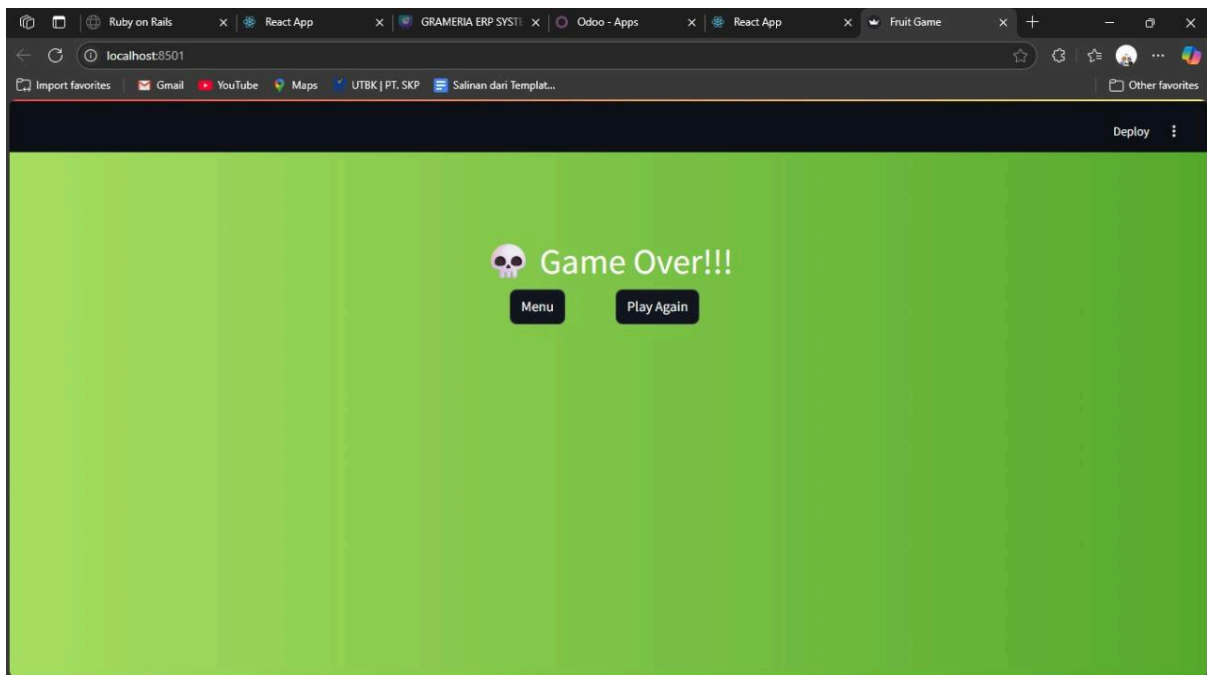 Ruby on Rails
React App
GRAMERIA ERP SYSTE
Odoo - Apps
React App
Fruit Game
localhost:8501
Import favorites
Gmail
YouTube
Maps
UTBK | PT. SKP
Salinan dari Templat...
Other favorites
Deploy
Game Over!!!
Menu
Play Again